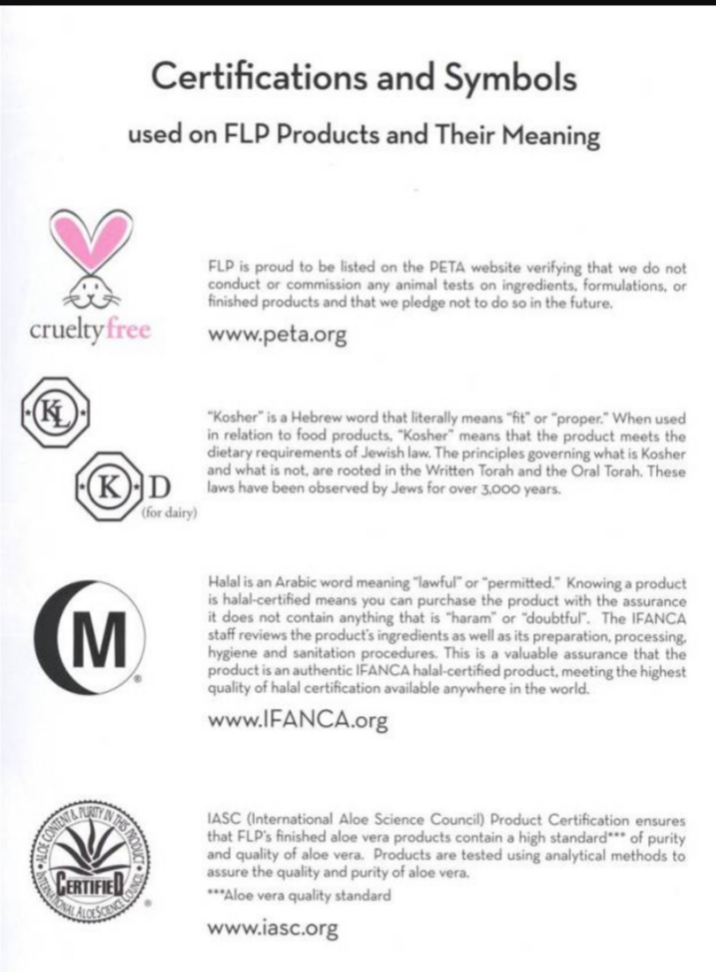 Certifications and Symbols
used on FLP Products and Their Meaning
crueltyfree
FLP is proud to be listed on the PETA website verifying that we do not
conduct or commission any animal tests on ingredients, formulations, or
finished products and that we pledge not to do so in the future.
www.peta.org
KL
K D
(for dairy)
"Kosher" is a Hebrew word that literally means "fit" or "proper." When used
in relation to food products, "Kosher" means that the product meets the
dietary requirements of Jewish law. The principles governing what is Kosher
and what is not, are rooted in the Written Torah and the Oral Torah. These
laws have been observed by Jews for over 3,000 years.
M
®
Halal is an Arabic word meaning "lawful" or "permitted." Knowing a product
is halal-certified means you can purchase the product with the assurance
it does not contain anything that is "haram" or "doubtful". The IFANCA
staff reviews the product's ingredients as well as its preparation, processing,
hygiene and sanitation procedures. This is a valuable assurance that the
product is an authentic IFANCA halal-certified product, meeting the highest
quality of halal certification available anywhere in the world.
www.IFANCA.org
ALOE CONTENT & PURITY IN THIS PRODUCT
CERTIFIED
INTERNATIONAL ALOE SCIENCE COUNCIL
®
IASC (International Aloe Science Council) Product Certification ensures
that FLP's finished aloe vera products contain a high standard*** of purity
and quality of aloe vera. Products are tested using analytical methods to
assure the quality and purity of aloe vera.
***Aloe vera quality standard
www.iasc.org